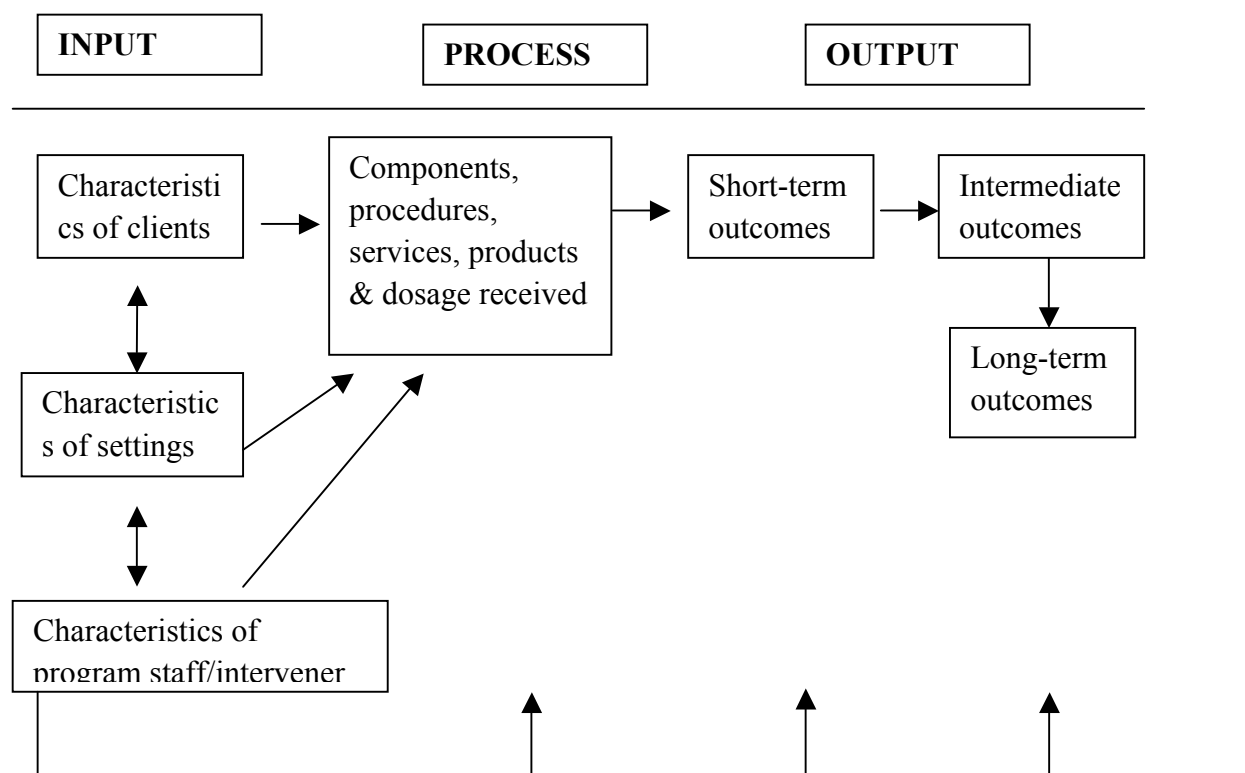 INPUT
PROCESS
OUTPUT
Characteristi
cs of clients
Components,
procedures,
services, products
& dosage received
Short-term
outcomes
Intermediate
outcomes
Long-term
outcomes
Characteristic
s of settings
Characteristics of
program staff/intervener